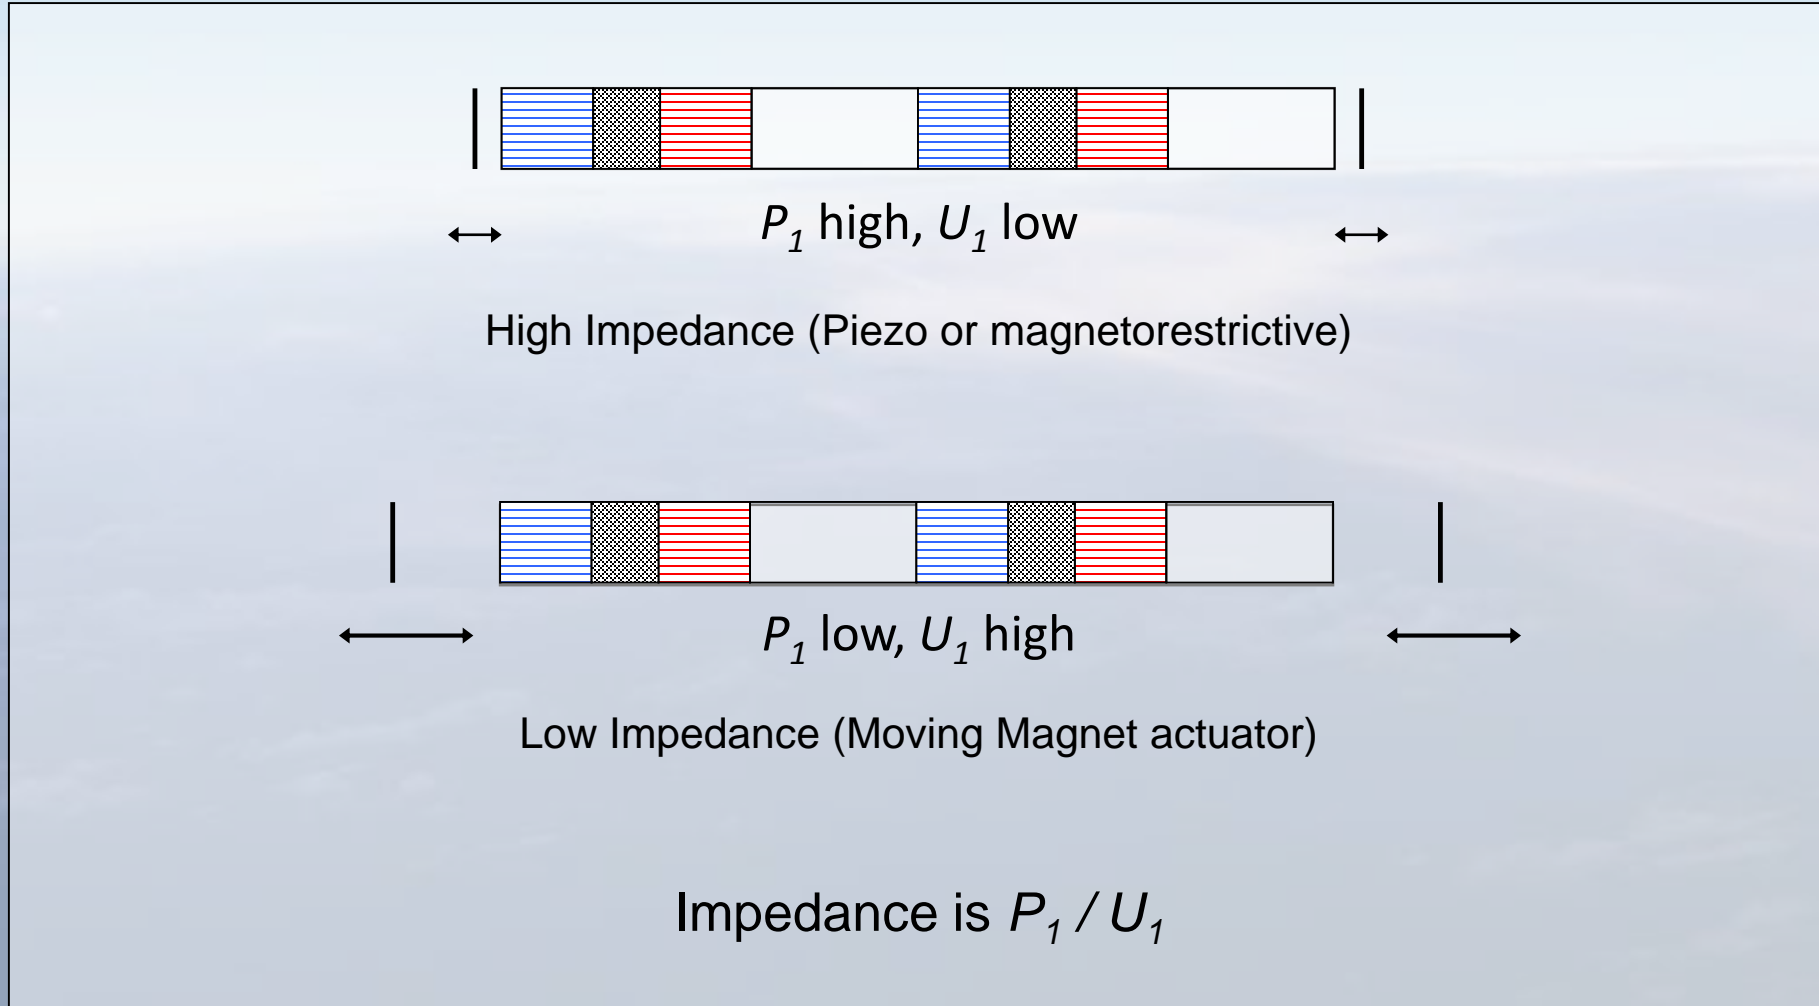 P1 high, U1 low
High Impedance (Piezo or magnetorestrictive)
P1 low, U1 high
Low Impedance (Moving Magnet actuator)
Impedance is P1 / U1